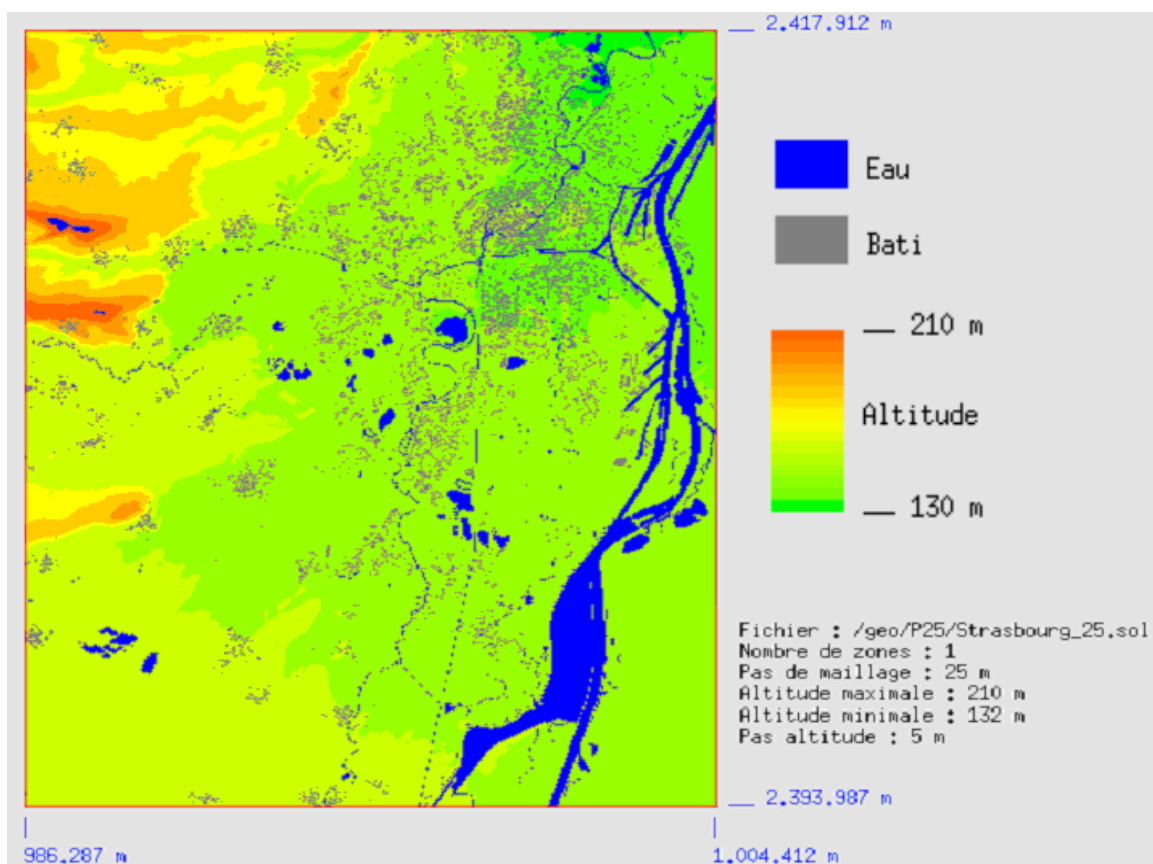 2.417.912 m
Eau
Bati
210 m
Altitude
130 m
Fichier : /geo/P25/Strasbourg_25.sol
Nombre de zones : 1
Pas de maillage : 25 m
Altitude maximale : 210 m
Altitude minimale : 132 m
Pas altitude : 5 m
2.393.987 m
986.287 m
1.004.412 m